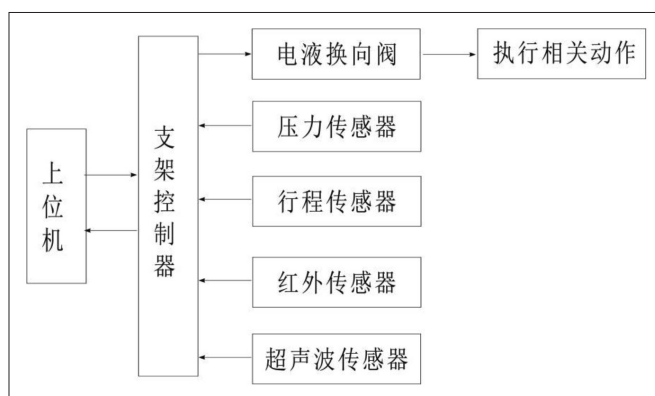 上位机
支架控制器
电液换向阀
执行相关动作
压力传感器
行程传感器
红外传感器
超声波传感器